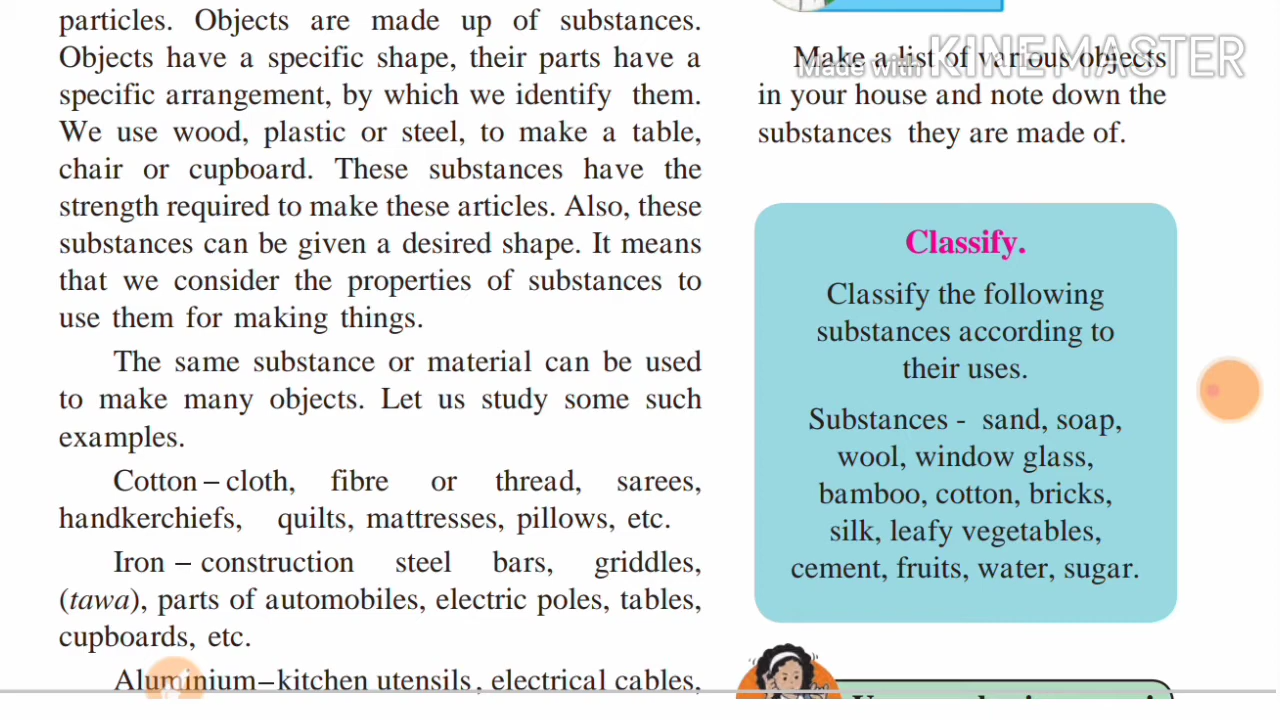 particles. Objects are made up of substances.
Objects have a specific shape, their parts have a
specific arrangement, by which we identify them.
We use wood, plastic or steel, to make a table,
chair or cupboard. These substances have the
strength required to make these articles. Also, these
substances can be given a desired shape. It means
that we consider the properties of substances to
use them for making things.
The same substance or material can be used
to make many objects. Let us study some such
examples.
Cotton – cloth, fibre or thread, sarees,
handkerchiefs, quilts, mattresses, pillows, etc.
Iron – construction steel bars, griddles,
(tawa), parts of automobiles, electric poles, tables,
cupboards, etc.
Aluminium–kitchen utensils, electrical cables,
Made with KINEMASTER
Make a list of various objects
in your house and note down the
substances they are made of.
Classify.
Classify the following
substances according to
their uses.
Substances - sand, soap,
wool, window glass,
bamboo, cotton, bricks,
silk, leafy vegetables,
cement, fruits, water, sugar.